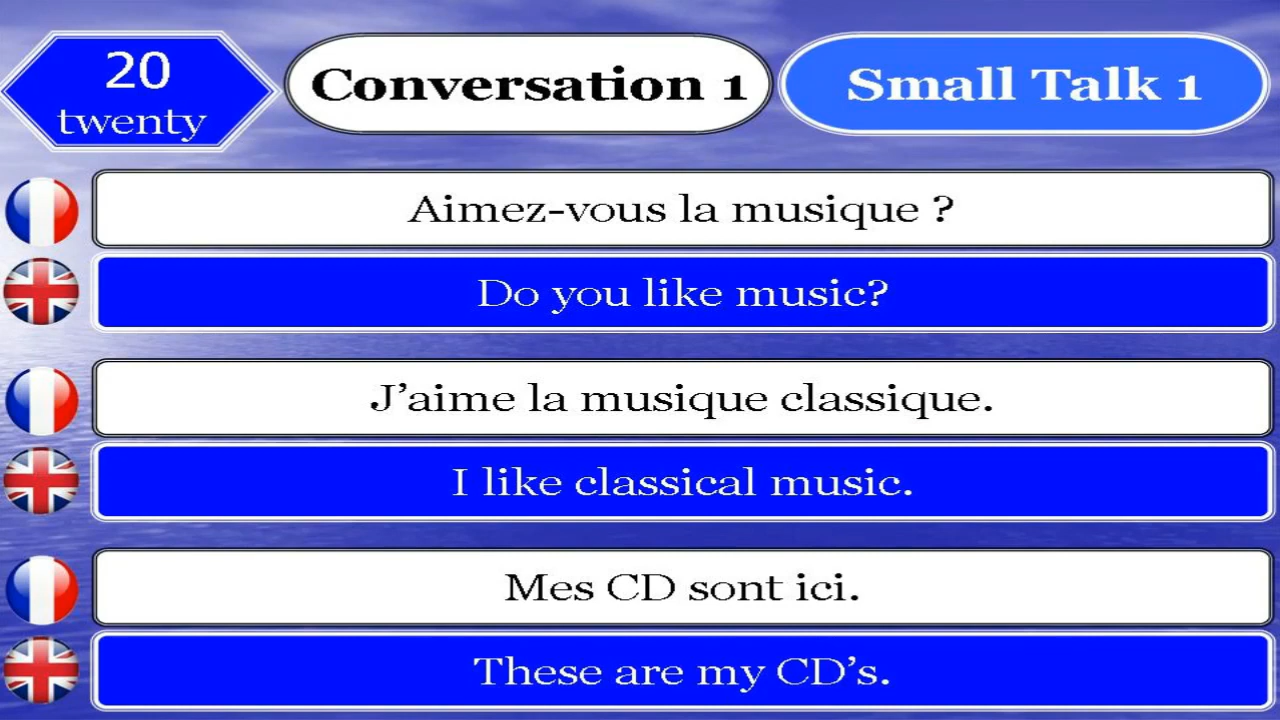 20
twenty
Conversation 1
Small Talk 1
Aimez-vous la musique ?
Do you like music?
J’aime la musique classique.
I like classical music.
Mes CD sont ici.
These are my CD’s.